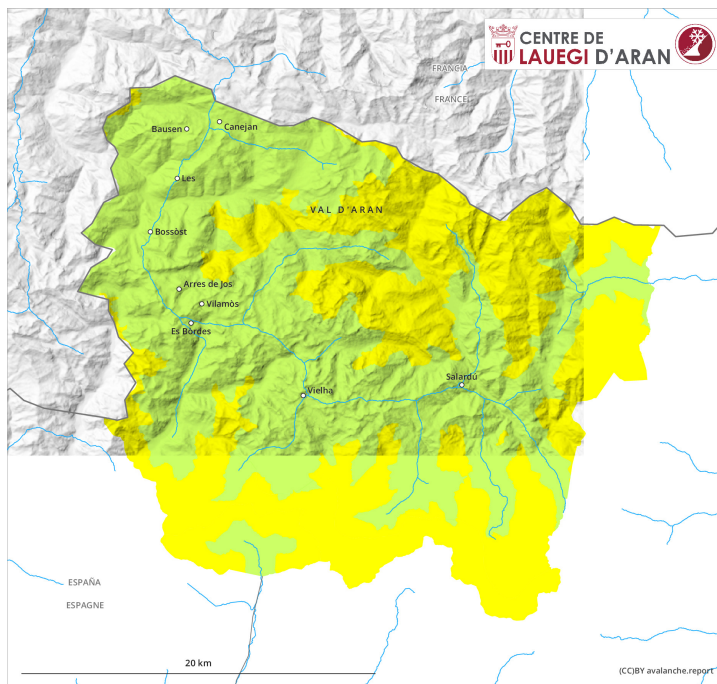 CENTRE DE
LAUEGI D'ARAN
FRANCIA
FRANCE
Bausen
Canejan
Les
VAL D'ARAN
Bossòst
Arres de Jos
Vilamòs
Es Bòrdes
Vielha
Salardú
ESPAÑA
ESPAGNE
20 km
(CC)BY avalanche.report